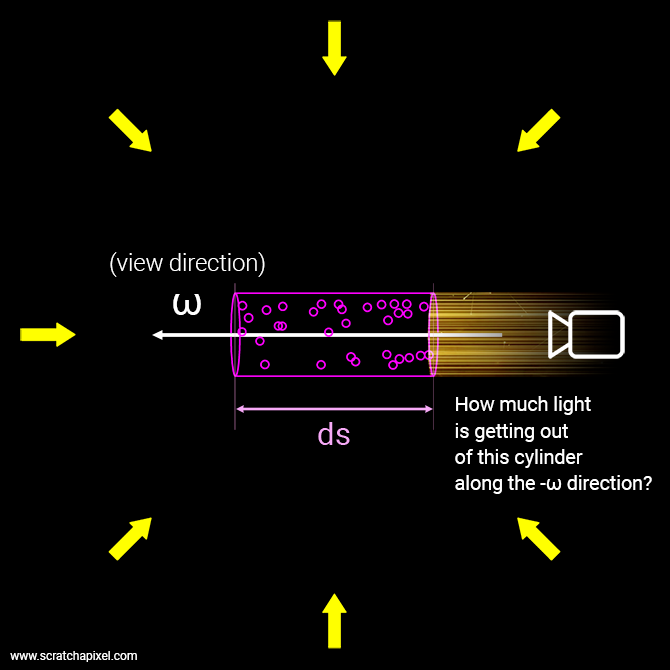 (view direction)
ω
ds
How much light
is getting out
of this cylinder
along the -ω direction?
www.scratchapixel.com